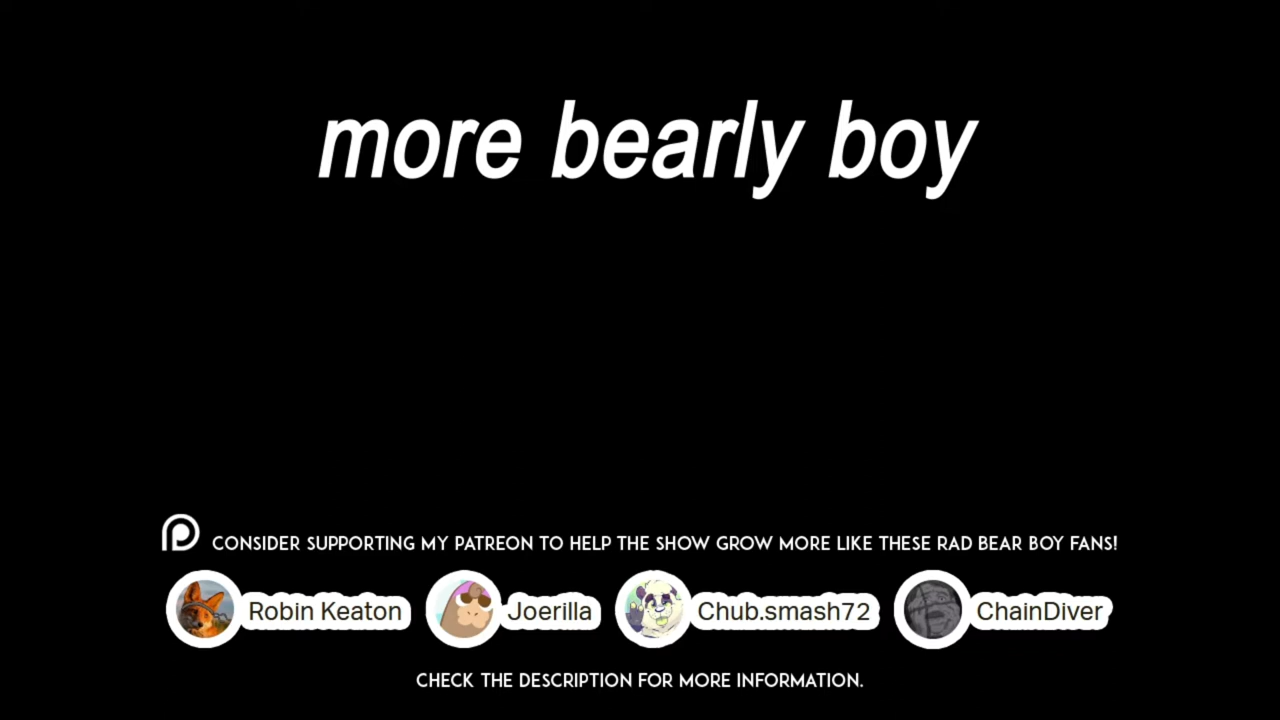 more bearly boy
CONSIDER SUPPORTING MY PATREON TO HELP THE SHOW GROW MORE LIKE THESE RAD BEAR BOY FANS!
Robin Keaton Joerilla Chub.smash72 ChainDiver
CHECK THE DESCRIPTION FOR MORE INFORMATION.